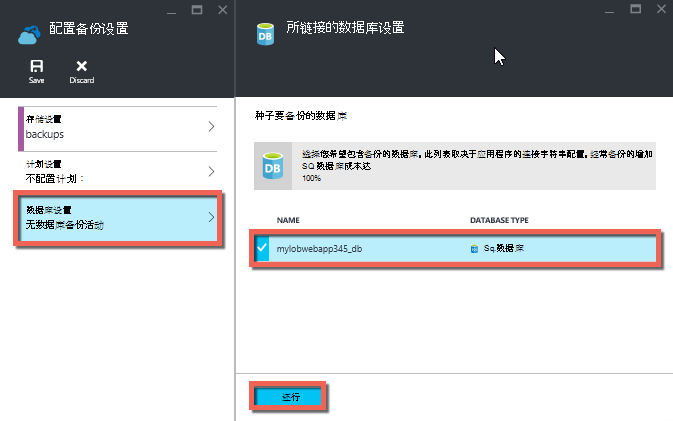 配置备份设置
Save
Discard
存储设置
backups
计划设置
不配置计划：
数据库设置
无数据库备份活动
所链接的数据库设置
种子要备份的数据库
DB
选择您希望包含备份的数据库。此列表取决于应用程序的连接字符串配置。经常备份的增加
SQ 数据库成本达
100%
NAME
DATABASE TYPE
mylobwebapp345_db
Sq.数据库
还行